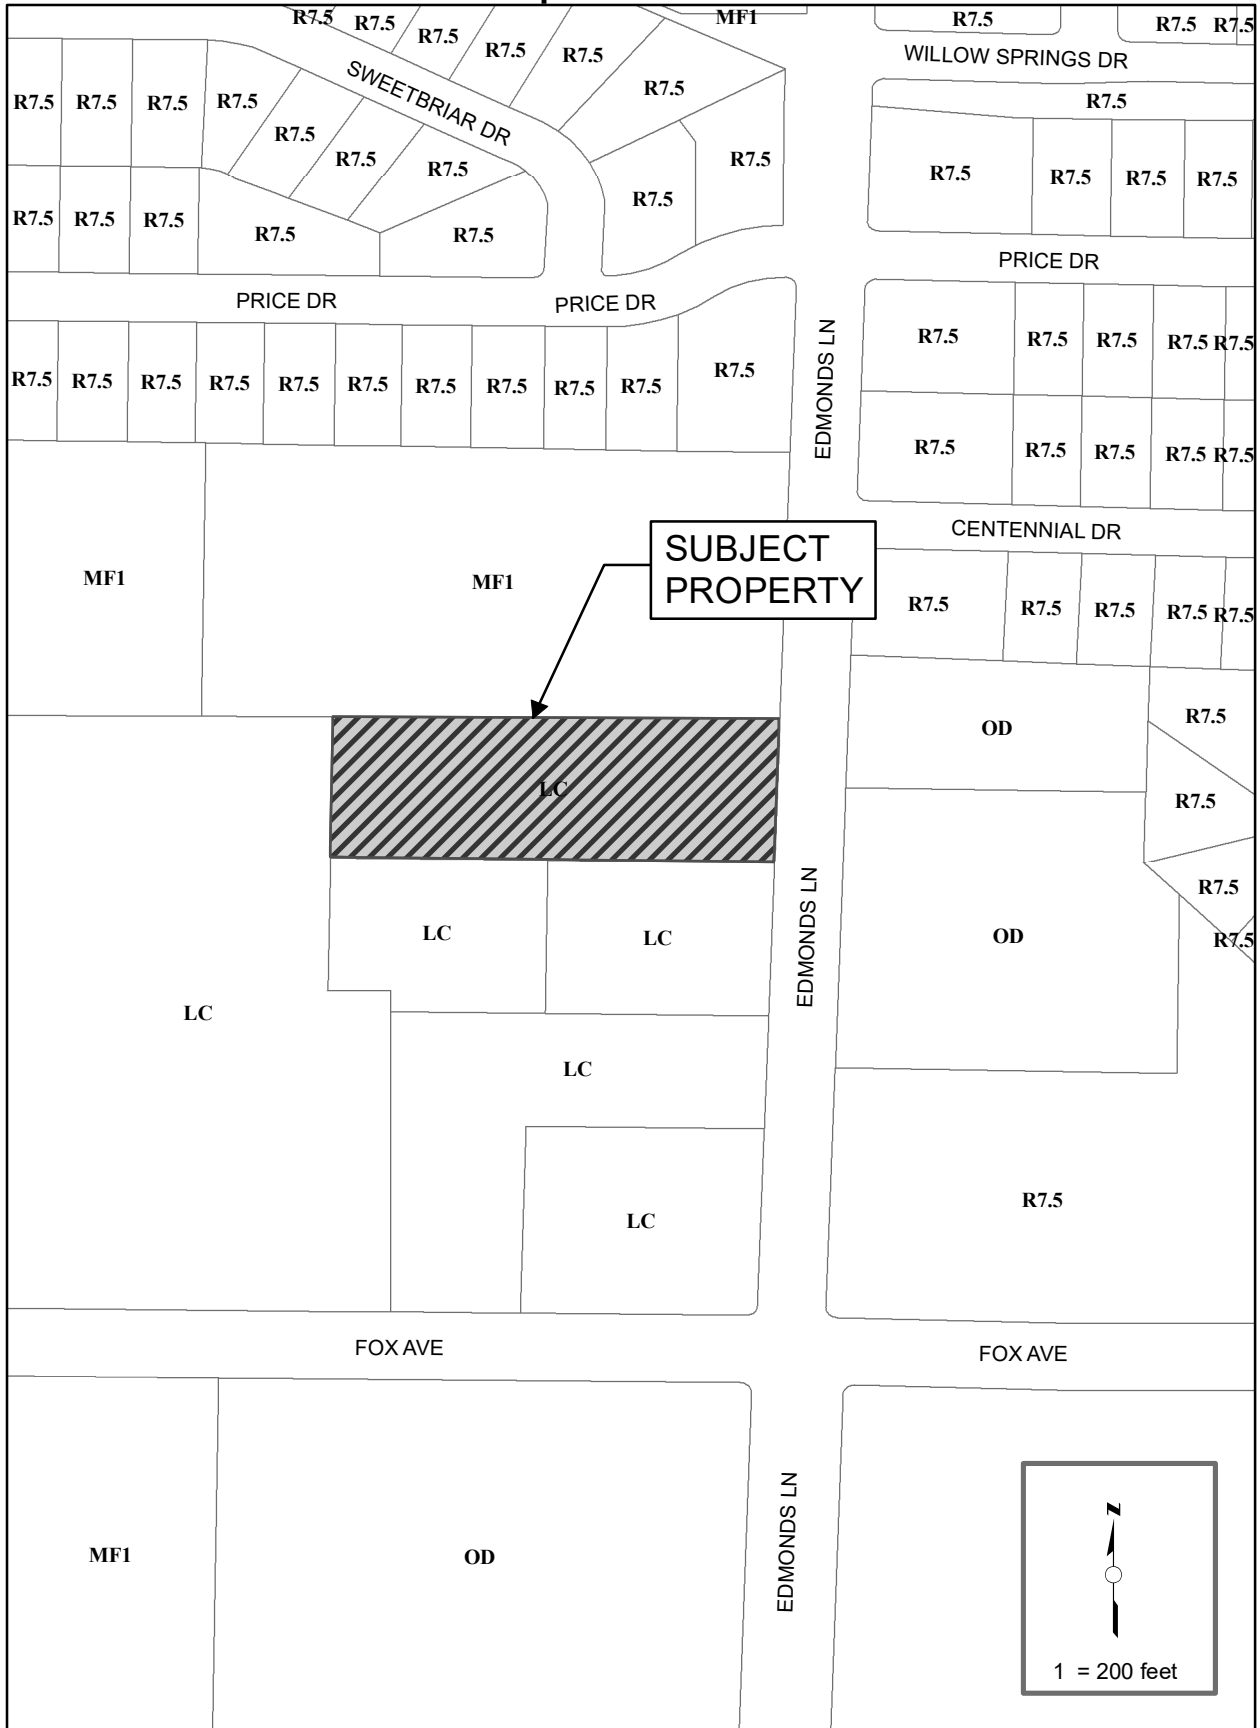 R7.5 R7.5 R7.5 R7.5 R7.5 MF1 R7.5 R7.5 R7.5
WILLOW SPRINGS DR
SWEETBRIAR DR
R7.5 R7.5 R7.5 R7.5 R7.5 R7.5
R7.5 R7.5 R7.5 R7.5 R7.5 R7.5 R7.5 R7.5
R7.5
R7.5 R7.5 R7.5 R7.5 R7.5
PRICE DR
PRICE DR
PRICE DR
R7.5 R7.5 R7.5 R7.5 R7.5
EDMONDS LN
R7.5 R7.5 R7.5 R7.5 R7.5 R7.5 R7.5 R7.5 R7.5 R7.5 R7.5
R7.5 R7.5 R7.5 R7.5 R7.5
CENTENNIAL DR
SUBJECT
PROPERTY
MF1 MF1
R7.5 R7.5 R7.5 R7.5 R7.5
OD R7.5
LC
R7.5
R7.5
EDMONDS LN
LC LC OD R7.5
LC
LC
LC R7.5
FOX AVE
FOX AVE
EDMONDS LN
MF1 OD
N
1 = 200 feet